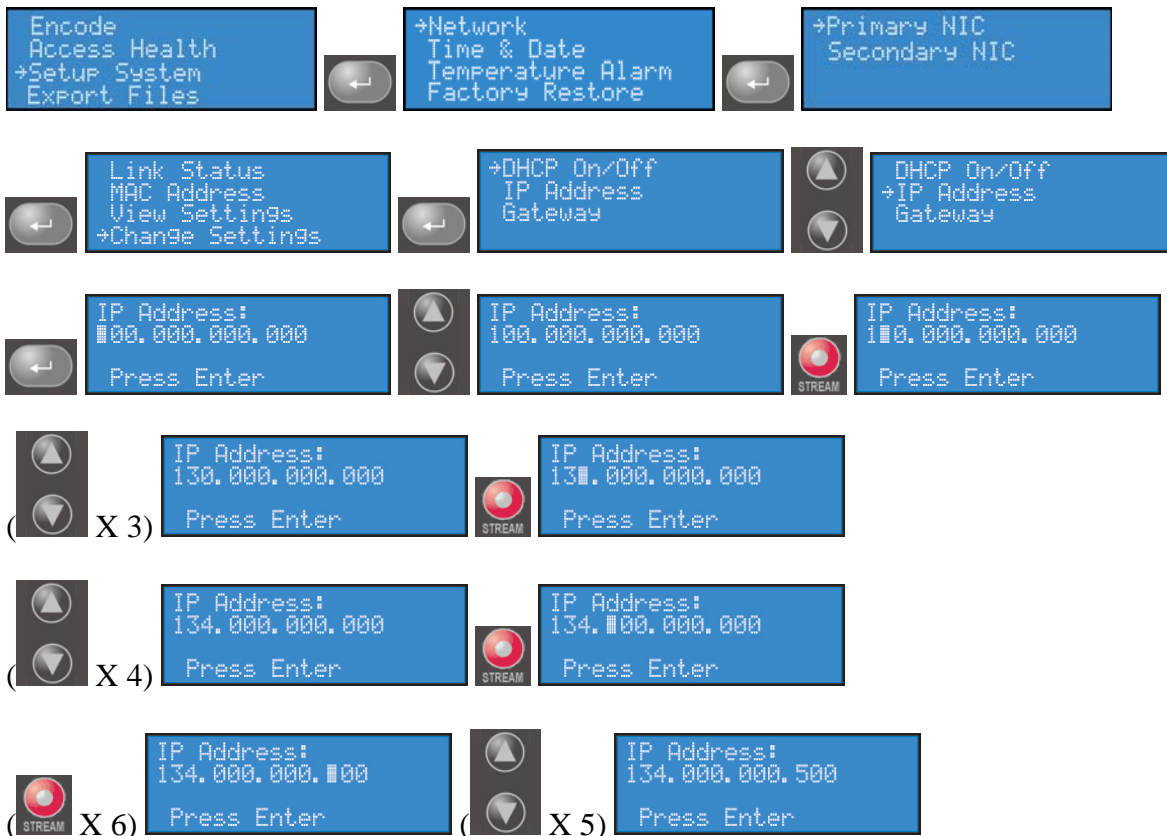 Encode
Access Health
→Setup System
Export Files
→Network
Time & Date
Temperature Alarm
Factory Restore
→Primary NIC
Secondary NIC
Link Status
MAC Address
View Settings
→Change Settings
→DHCP On/Off
IP Address
Gateway
DHCP On/Off
→IP Address
Gateway
IP Address:
█00.000.000.000
Press Enter
IP Address:
100.000.000.000
Press Enter
STREAM
IP Address:
1█0.000.000.000
Press Enter
( X 3)
IP Address:
130.000.000.000
Press Enter
STREAM
IP Address:
13█.000.000.000
Press Enter
( X 4)
IP Address:
134.000.000.000
Press Enter
STREAM
IP Address:
134.█00.000.000
Press Enter
( STREAM X 6)
IP Address:
134.000.000.█00
Press Enter
( X 5)
IP Address:
134.000.000.500
Press Enter